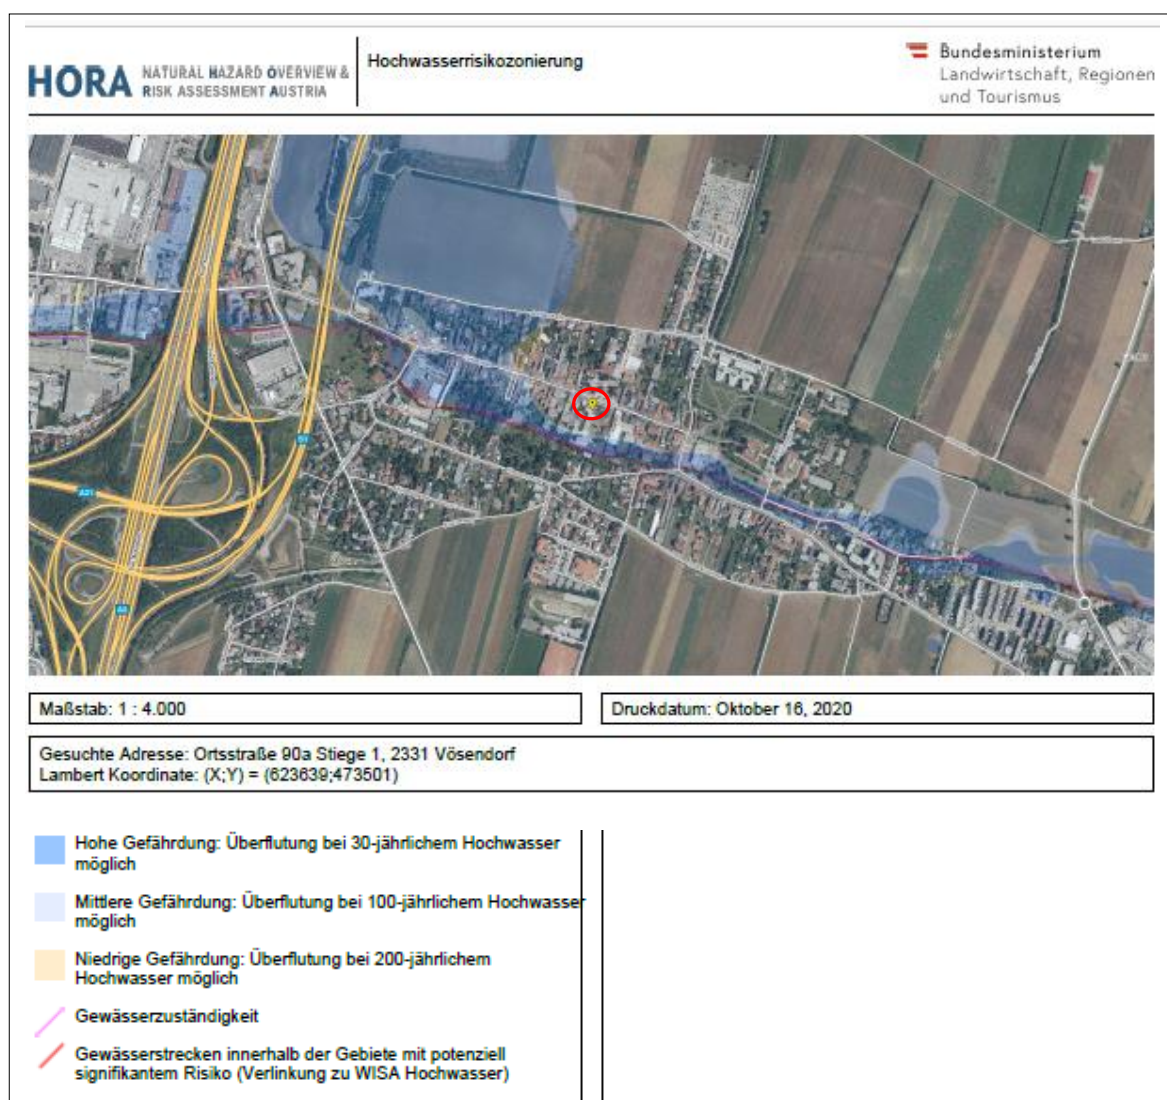 HORA NATURAL HAZARD OVERVIEW &
RISK ASSESSMENT AUSTRIA
Hochwasserrisikozonierung
Bundesministerium
Landwirtschaft, Regionen
und Tourismus
A21
Maßstab: 1 : 4.000
Druckdatum: Oktober 16, 2020
Gesuchte Adresse: Ortsstraße 90a Stiege 1, 2331 Vösendorf
Lambert Koordinate: (X;Y) = (623639;473501)
Hohe Gefährdung: Überflutung bei 30-jährlichem Hochwasser
möglich
Mittlere Gefährdung: Überflutung bei 100-jährlichem Hochwasser
möglich
Niedrige Gefährdung: Überflutung bei 200-jährlichem
Hochwasser möglich
Gewässerzuständigkeit
Gewässerstrecken innerhalb der Gebiete mit potenziell
signifikantem Risiko (Verlinkung zu WISA Hochwasser)